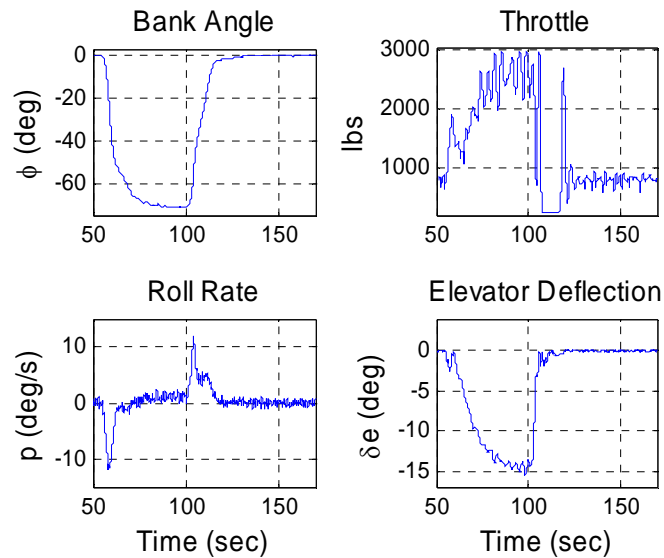 Bank Angle
φ (deg)
0
-20
-40
-60
50
100
150
Throttle
lbs
3000
2000
1000
50
100
150
Roll Rate
p (deg/s)
10
0
-10
50
100
150
Time (sec)
Elevator Deflection
δe (deg)
0
-5
-10
-15
50
100
150
Time (sec)